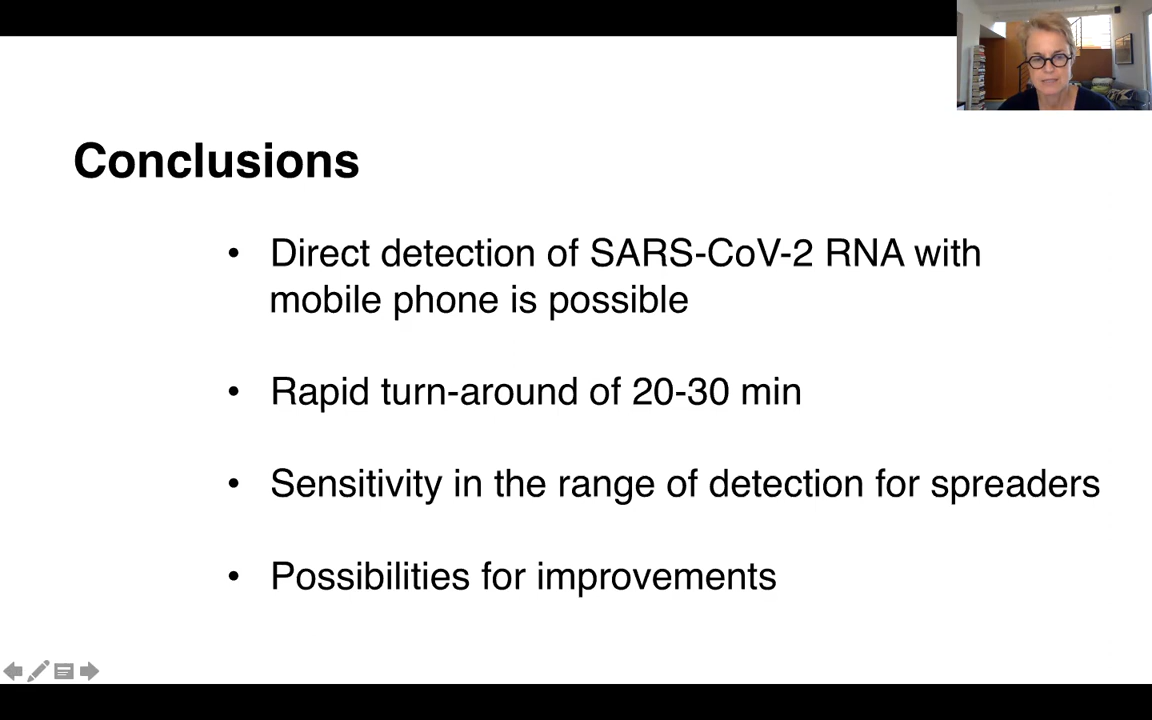 Conclusions
• Direct detection of SARS-CoV-2 RNA with
mobile phone is possible
• Rapid turn-around of 20-30 min
• Sensitivity in the range of detection for spreaders
• Possibilities for improvements